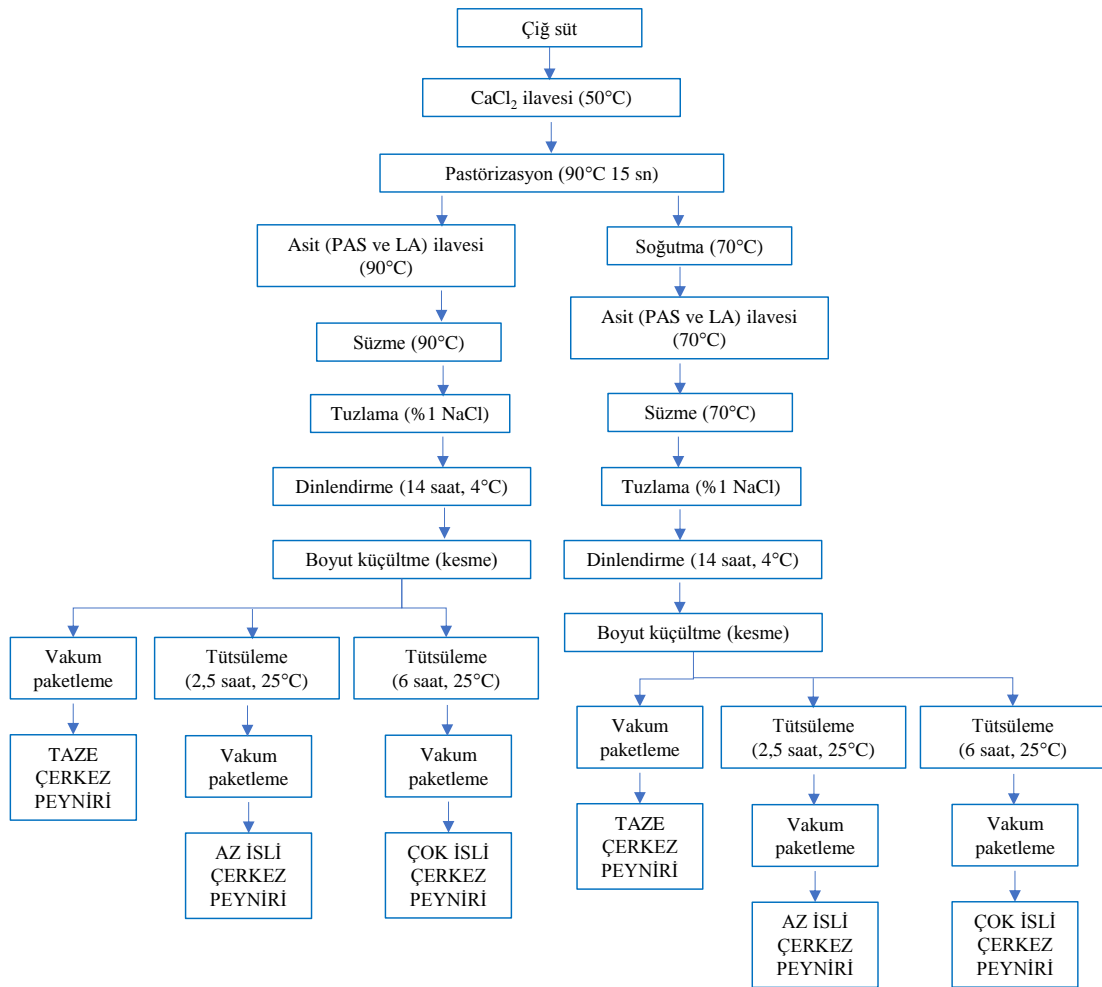 Çiğ süt
CaCl₂ ilavesi (50°C)
Pastörizasyon (90°C 15 sn)
Asit (PAS ve LA) ilavesi
(90°C)
Süzme (90°C)
Tuzlama (%1 NaCl)
Dinlendirme (14 saat, 4°C)
Boyut küçültme (kesme)
Vakum
paketleme
TAZE
ÇERKEZ
PEYNİRİ
Tütsüleme
(2,5 saat, 25°C)
Vakum
paketleme
AZ İSLİ
ÇERKEZ
PEYNİRİ
Tütsüleme
(6 saat, 25°C)
Vakum
paketleme
ÇOK İSLİ
ÇERKEZ
PEYNİRİ
Soğutma (70°C)
Asit (PAS ve LA) ilavesi
(70°C)
Süzme (70°C)
Tuzlama (%1 NaCl)
Dinlendirme (14 saat, 4°C)
Boyut küçültme (kesme)
Vakum
paketleme
TAZE
ÇERKEZ
PEYNİRİ
Tütsüleme
(2,5 saat, 25°C)
Vakum
paketleme
AZ İSLİ
ÇERKEZ
PEYNİRİ
Tütsüleme
(6 saat, 25°C)
Vakum
paketleme
ÇOK İSLİ
ÇERKEZ
PEYNİRİ